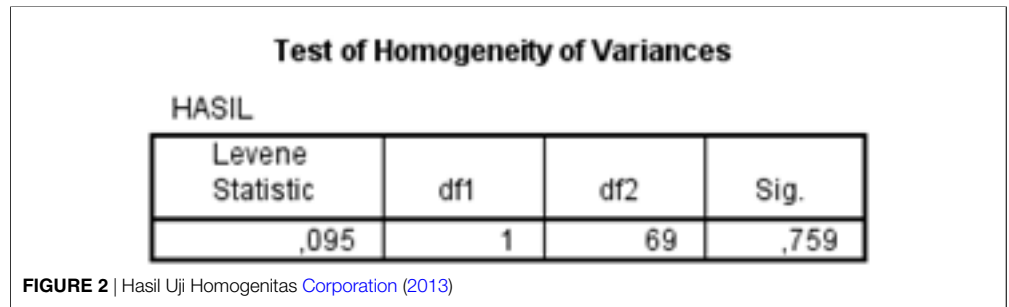 Test of Homogeneity of Variances
HASIL
Levene
Statistic df1 df2 Sig.
,095 1 69 ,759
FIGURE 2 | Hasil Uji Homogenitas Corporation (2013)